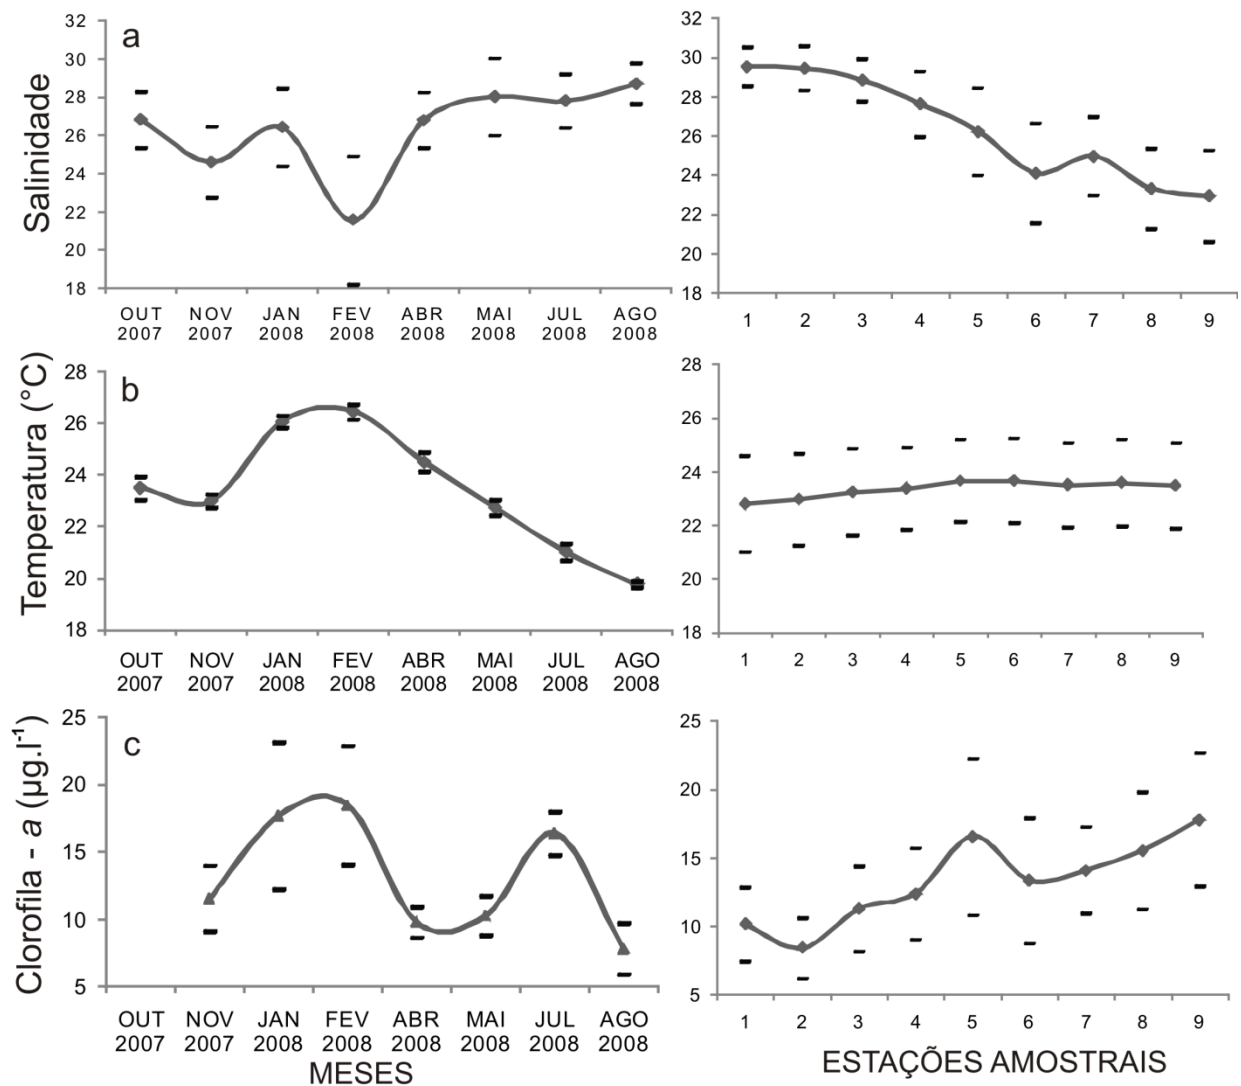 a
Salinidade
32
30
28
26
24
22
20
18
OUT NOV JAN FEV ABR MAI JUL AGO
2007 2007 2008 2008 2008 2008 2008 2008
32
30
28
26
24
22
20
18
1 2 3 4 5 6 7 8 9
b
Temperatura (°C)
28
26
24
22
20
18
OUT NOV JAN FEV ABR MAI JUL AGO
2007 2007 2008 2008 2008 2008 2008 2008
28
26
24
22
20
18
1 2 3 4 5 6 7 8 9
c
Clorofila - a (µg.l⁻¹)
25
20
15
10
5
OUT NOV JAN FEV ABR MAI JUL AGO
2007 2007 2008 2008 2008 2008 2008 2008
MESES
25
20
15
10
5
1 2 3 4 5 6 7 8 9
ESTAÇÕES AMOSTRAIS